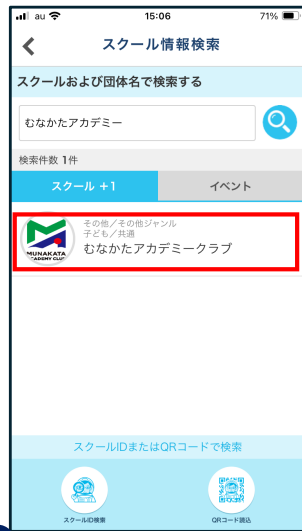 au 15:06 71%
スクール情報検索
スクールおよび団体名で検索する
むなかたアカデミー
検索件数 1件
スクール +1 イベント
その他／その他ジャンル
子ども／共通
むなかたアカデミークラブ
MUNAKATA
ACADEMY CLUB
スクールIDまたはQRコードで検索
スクールID検索 QRコード読込